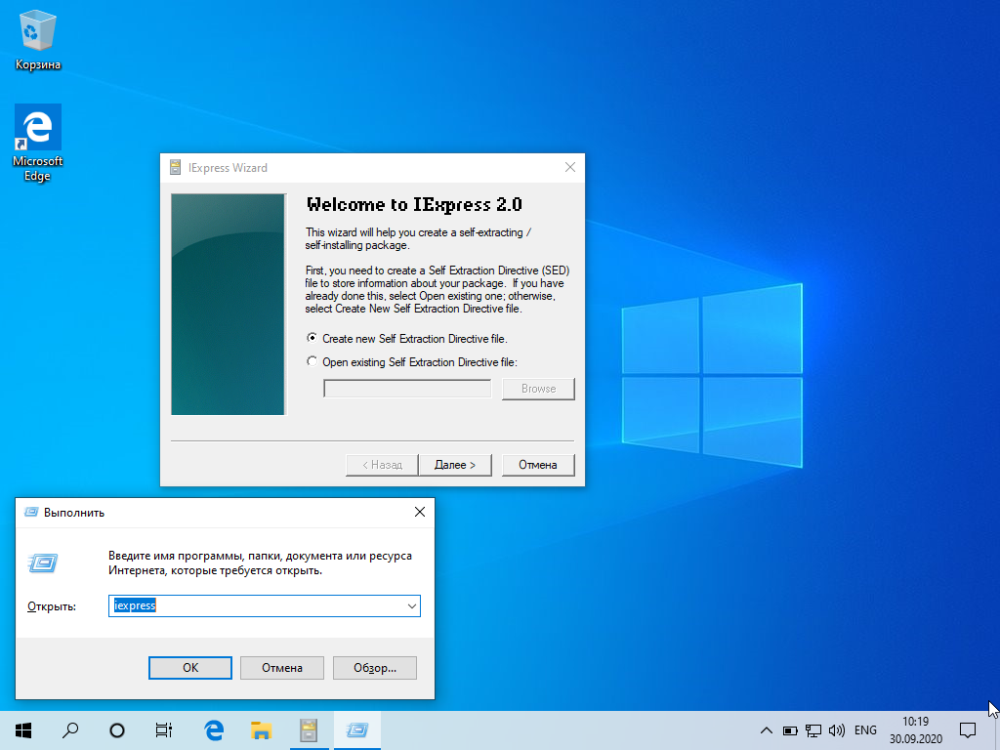 Корзина
Microsoft
Edge
IExpress Wizard
Welcome to IExpress 2.0
This wizard will help you create a self-extracting /
self-installing package.
First, you need to create a Self Extraction Directive (SED)
file to store information about your package.  If you have
already done this, select Open existing one; otherwise,
select Create New Self Extraction Directive file.
Create new Self Extraction Directive file.
Open existing Self Extraction Directive file:
Browse
< Назад
Далее >
Отмена
Выполнить
Введите имя программы, папки, документа или ресурса
Интернета, которые требуется открыть.
Открыть:
iexpress
ОК
Отмена
Обзор...
ENG
10:19
30.09.2020